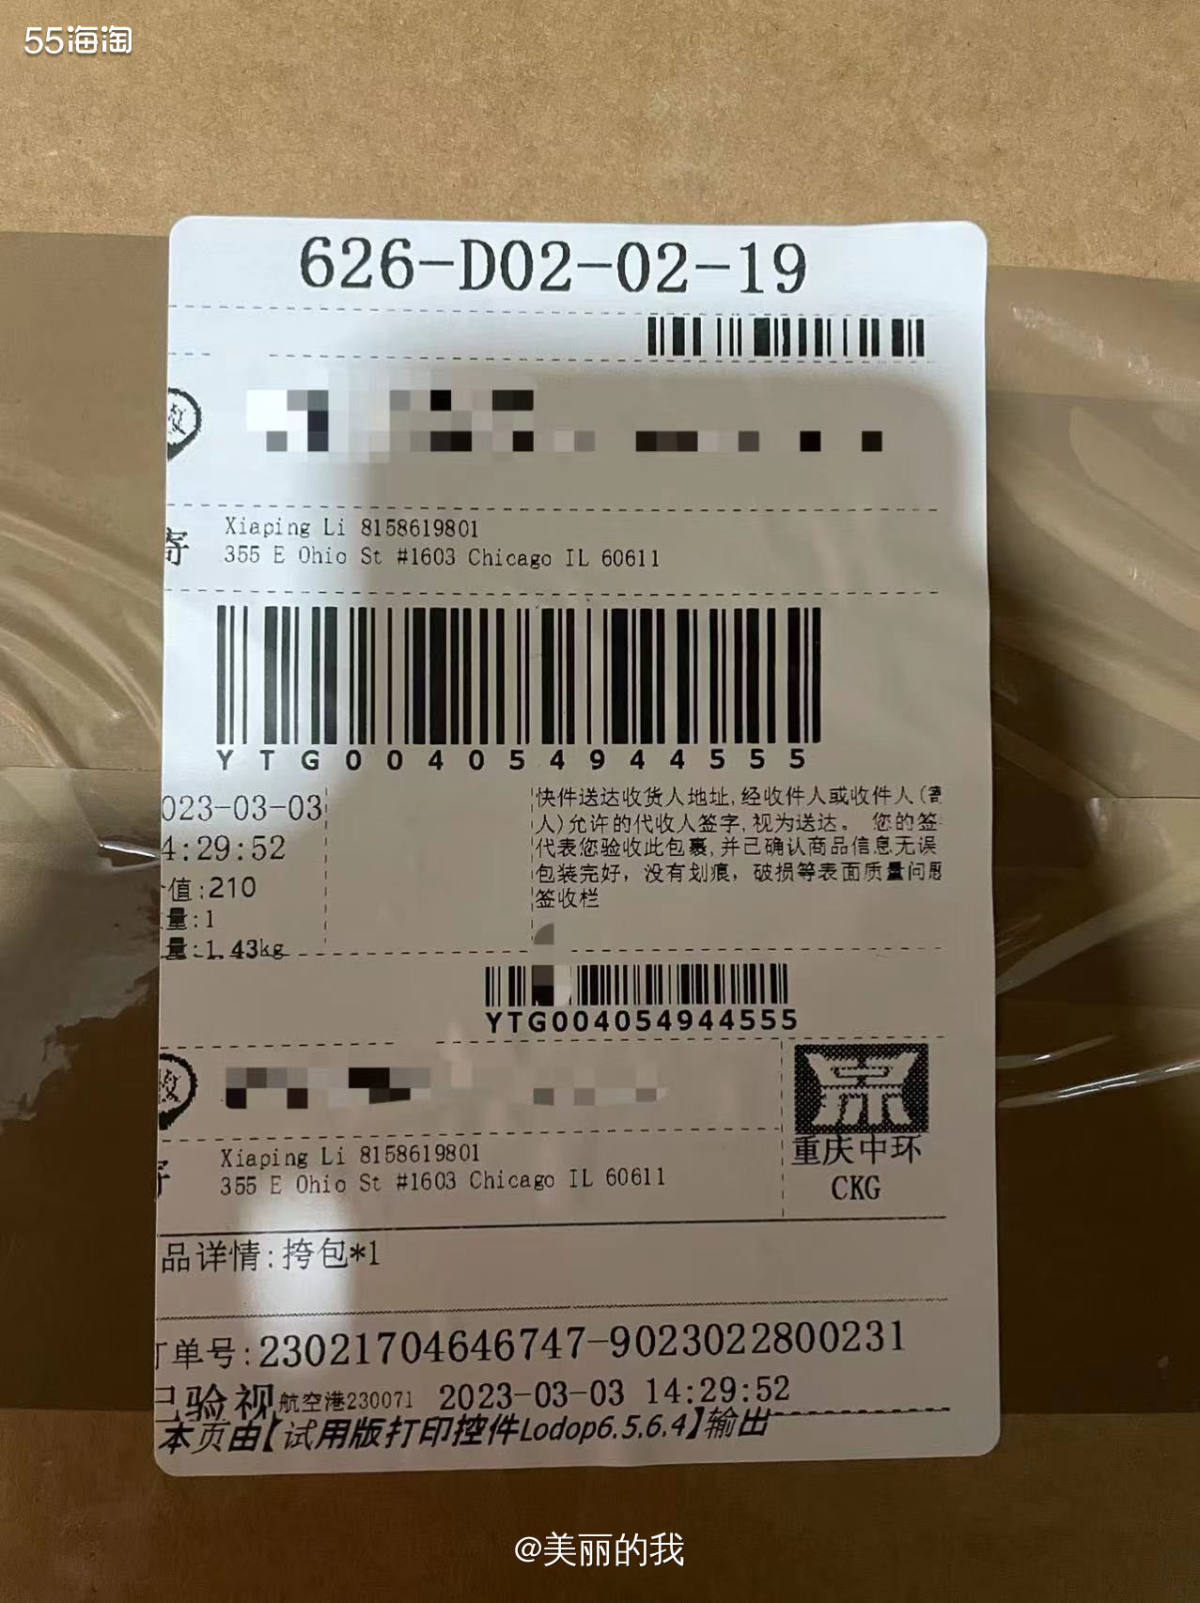 55海淘
626-D02-02-19
收
寄
Xiaping Li 8158619801
355 E Ohio St #1603 Chicago IL 60611
YTG004054944555
023-03-03
4:29:52
值:210
量:1
量:1.43kg
快件送达收货人地址,经收件人或收件人(寄
人)允许的代收人签字,视为送达。 您的签
代表您验收此包裹,并已确认商品信息无误
包装完好，没有划痕，破损等表面质量问题
签收栏
YTG004054944555
收
Xiaping Li 8158619801
355 E Ohio St #1603 Chicago IL 60611
重庆中环
CKG
品详情:挎包*1
订单号:23021704646747-9023022800231
已验视 航空港230071 2023-03-03 14:29:52
本页由【试用版打印控件Lodop6.5.6.4】输出
@美丽的我